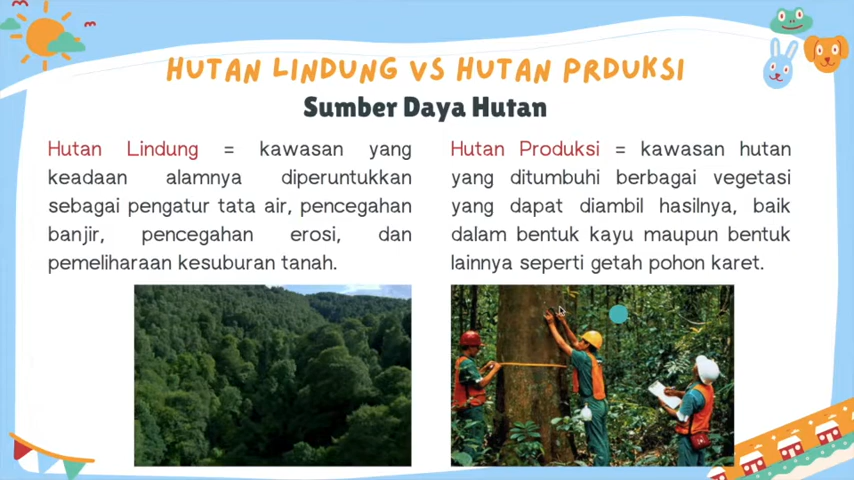 HUTAN LINDUNG VS HUTAN PRDUKSI
Sumber Daya Hutan
Hutan Lindung = kawasan yang
keadaan alamnya diperuntukkan
sebagai pengatur tata air, pencegahan
banjir, pencegahan erosi, dan
pemeliharaan kesuburan tanah.
Hutan Produksi = kawasan hutan
yang ditumbuhi berbagai vegetasi
yang dapat diambil hasilnya, baik
dalam bentuk kayu maupun bentuk
lainnya seperti getah pohon karet.